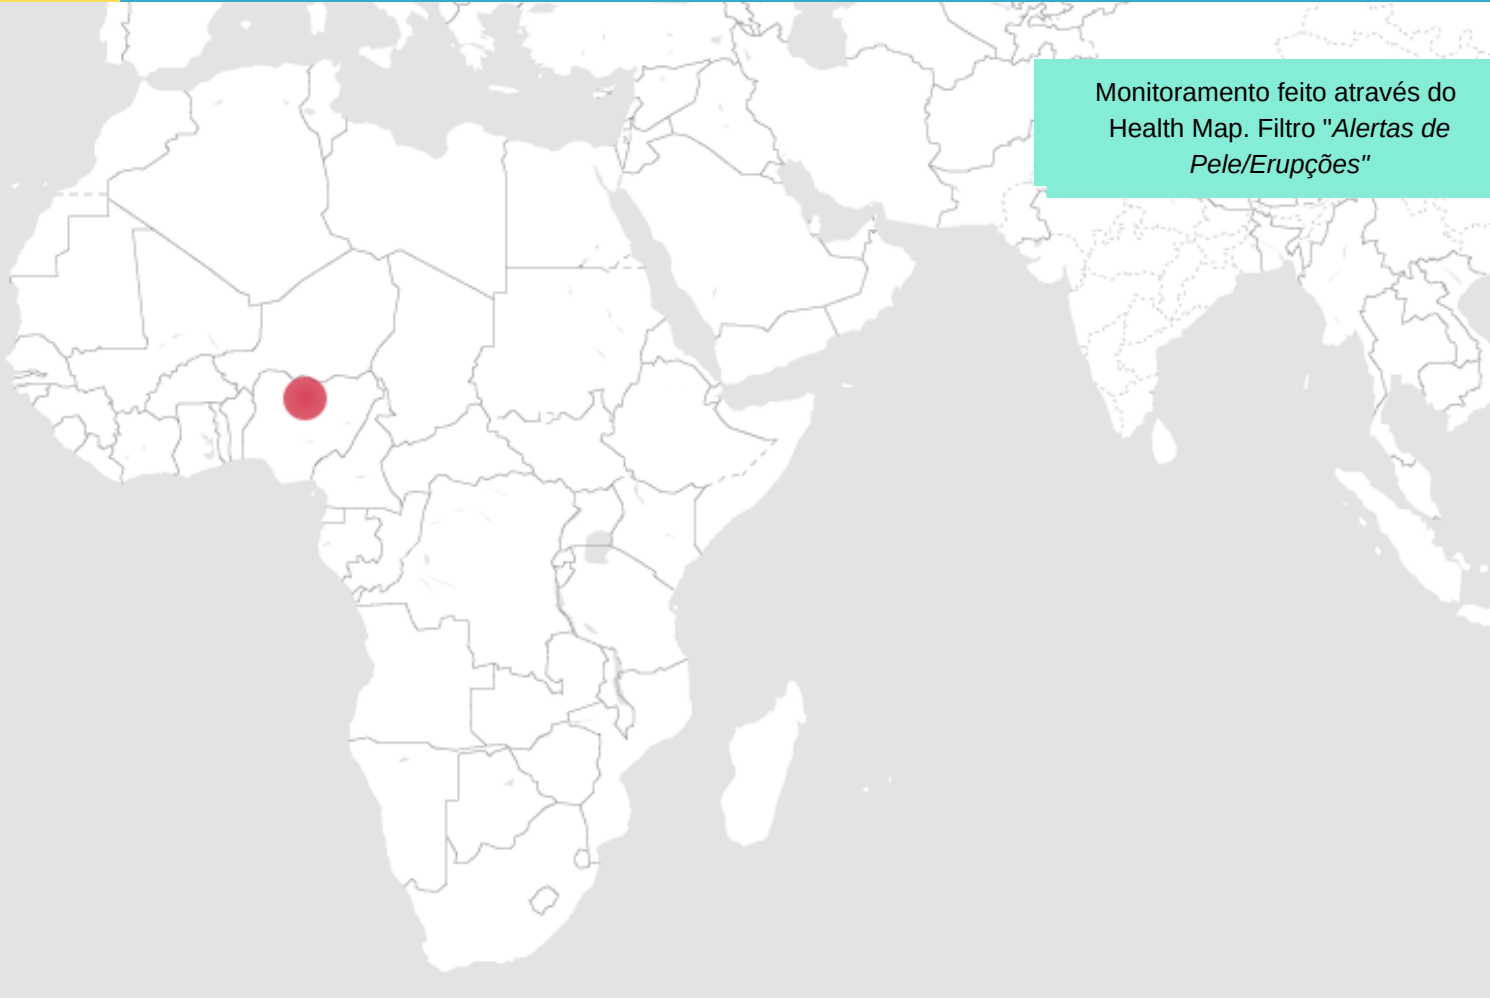 Monitoramento feito através do
Health Map. Filtro "Alertas de
Pele/Erupções"